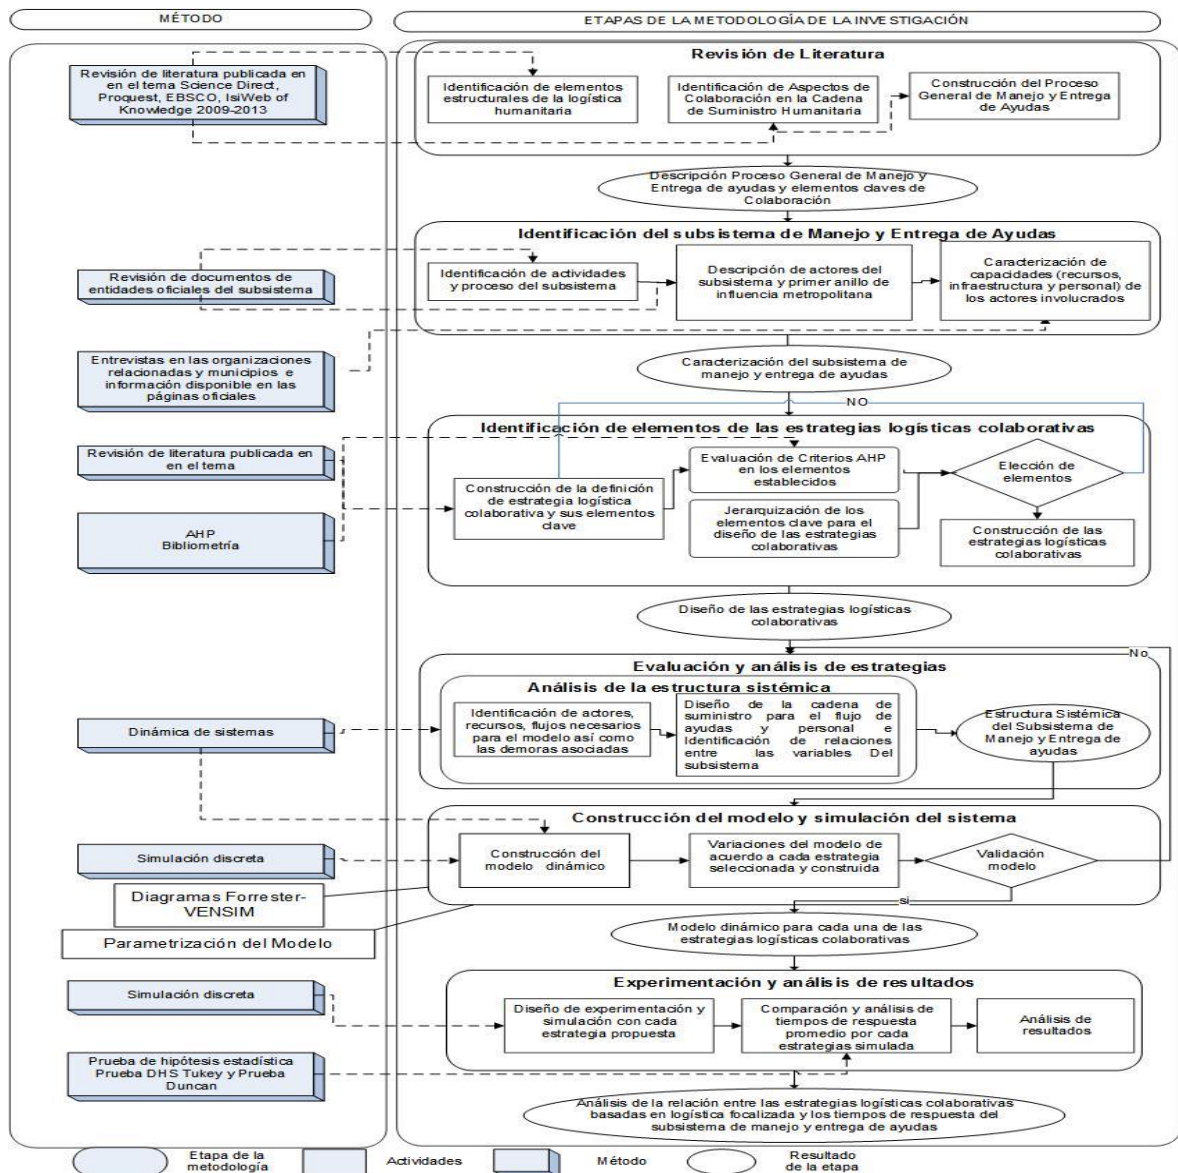 MÉTODO
ETAPAS DE LA METODOLOGÍA DE LA INVESTIGACIÓN
Revisión de literatura publicada en
en el tema Science Direct,
Proquest, EBSCO, IsiWeb of
Knowledge 2009-2013
Revisión de Literatura
Identificación de elementos
estructurales de la logística
humanitaria
Identificación de Aspectos de
Colaboración en la Cadena
de Suministro Humanitaria
Construcción del Proceso
General de Manejo y Entrega
de Ayudas
Descripción Proceso General de Manejo y
Entrega de ayudas y elementos claves de
Colaboración
Identificación del subsistema de Manejo y Entrega de Ayudas
Revisión de documentos de
entidades oficiales del subsistema
Identificación de actividades
y proceso del subsistema
Descripción de actores del
subsistema y primer anillo de
influencia metropolitana
Caracterización de
capacidades (recursos,
infraestructura y personal) de
los actores involucrados
Entrevistas en las organizaciones
relacionadas y municipios e
información disponible en las
páginas oficiales
Caracterización del subsistema de
manejo y entrega de ayudas
NO
Identificación de elementos de las estrategias logísticas colaborativas
Revisión de literatura publicada en
en el tema
AHP
Bibliometría
Construcción de la definición
de estrategia logística
colaborativa y sus elementos
clave
Evaluación de Criterios AHP
en los elementos
establecidos
Jerarquización de los
elementos clave para el
diseño de las estrategias
colaborativas
Elección de
elementos
Construcción de las
estrategias logísticas
colaborativas
Diseño de las estrategias logísticas
colaborativas
No
Evaluación y análisis de estrategias
Análisis de la estructura sistémica
Dinámica de sistemas
Identificación de actores,
recursos, flujos necesarios
para el modelo así como
las demoras asociadas
Diseño de la cadena de
suministro para el flujo de
ayudas y personal e
Identificación de relaciones
entre las variables Del
subsistema
Estructura Sistémica
del Subsistema de
Manejo y Entrega de
ayudas
Construcción del modelo y simulación del sistema
Simulación discreta
Construcción del
modelo dinámico
Variaciones del modelo de
acuerdo a cada estrategia
seleccionada y construida
Validación
modelo
Diagramas Forrester-
VENSIM
si
Parametrización del Modelo
Modelo dinámico para cada una de las
estrategias logísticas colaborativas
Experimentación y análisis de resultados
Simulación discreta
Diseño de experimentación y
simulación con cada
estrategia propuesta
Comparación y análisis de
tiempos de respuesta
promedio por cada
estrategias simulada
Análisis de
resultados
Prueba de hipótesis estadística
Prueba DHS Tukey y Prueba
Duncan
Análisis de la relación entre las estrategias logísticas colaborativas
basadas en logística focalizada y los tiempos de respuesta del
subsistema de manejo y entrega de ayudas
Etapa de la
metodología
Actividades
Método
Resultado
de la etapa